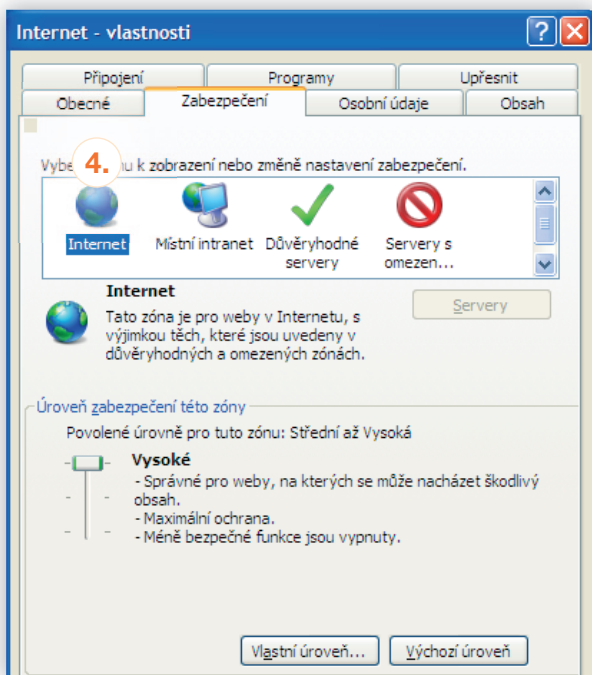 Internet - vlastnosti
Připojení Programy Upřesnit
Obecné Zabezpečení Osobní údaje Obsah
4.
Vybe u k zobrazení nebo změně nastavení zabezpečení.
Internet Místní intranet Důvěryhodné servery Servery s omezen...
Internet
Tato zóna je pro weby v Internetu, s
výjimkou těch, které jsou uvedeny v
důvěryhodných a omezených zónách.
Servery
Úroveň zabezpečení této zóny
Povolené úrovně pro tuto zónu: Střední až Vysoká
Vysoké
- Správné pro weby, na kterých se může nacházet škodlivý
obsah.
- Maximální ochrana.
- Méně bezpečné funkce jsou vypnuty.
Vlastní úroveň... Výchozí úroveň